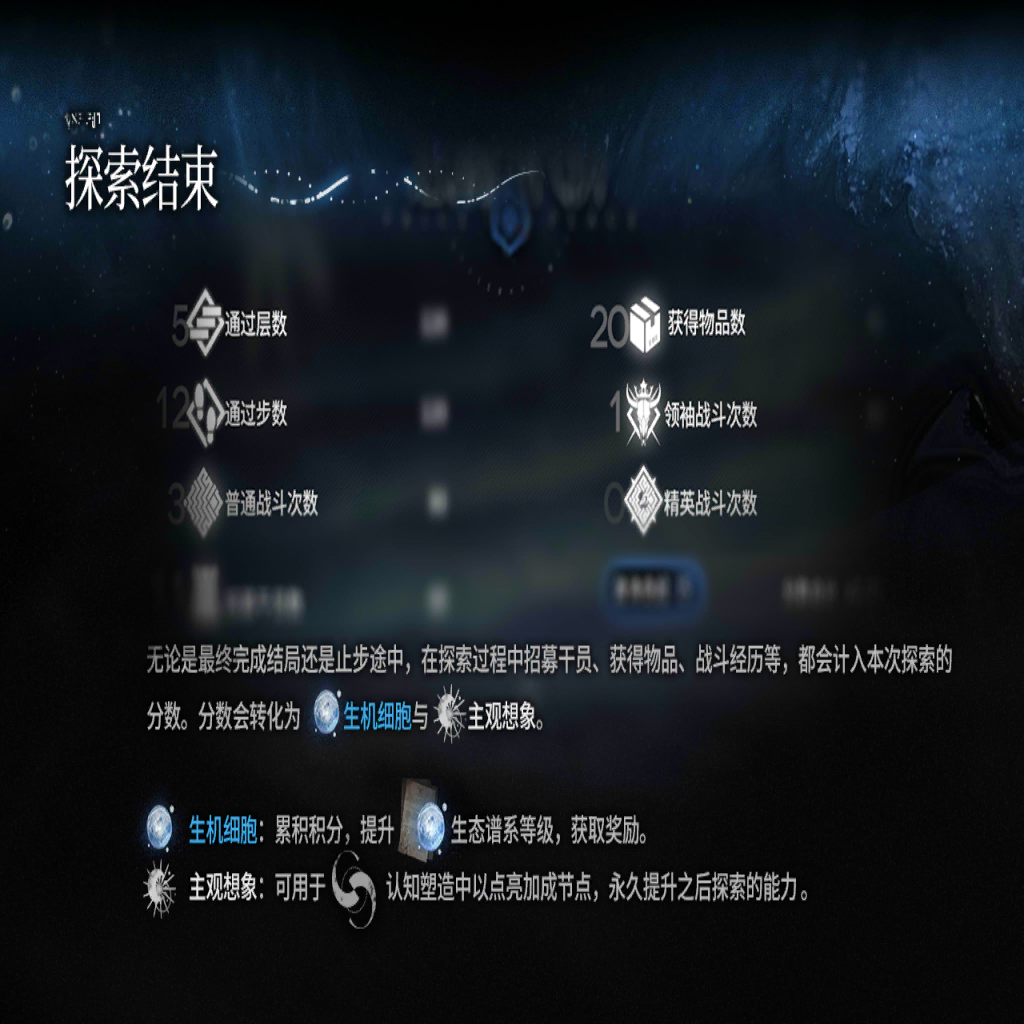 探索结束
5 通过层数
20 获得物品数
12 通过步数
1 领袖战斗次数
3 普通战斗次数
0 精英战斗次数
无论是最终完成结局还是止步途中，在探索过程中招募干员、获得物品、战斗经历等，都会计入本次探索的
分数。分数会转化为 生机细胞与 主观想象。
生机细胞：累积积分，提升 生态谱系等级，获取奖励。
主观想象：可用于 认知塑造中以点亮加成节点，永久提升之后探索的能力。